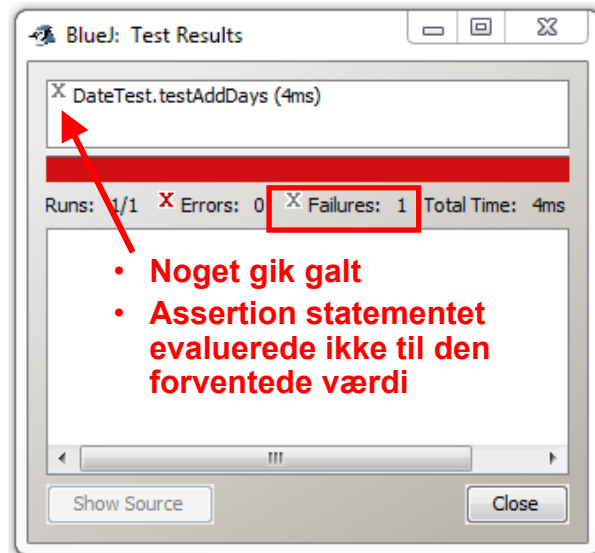 BlueJ: Test Results
X DateTest.testAddDays (4ms)
Runs: 1/1 X Errors: 0 X Failures: 1 Total Time: 4ms
• Noget gik galt
• Assertion statementet
evaluerede ikke til den
forventede værdi
Show Source Close